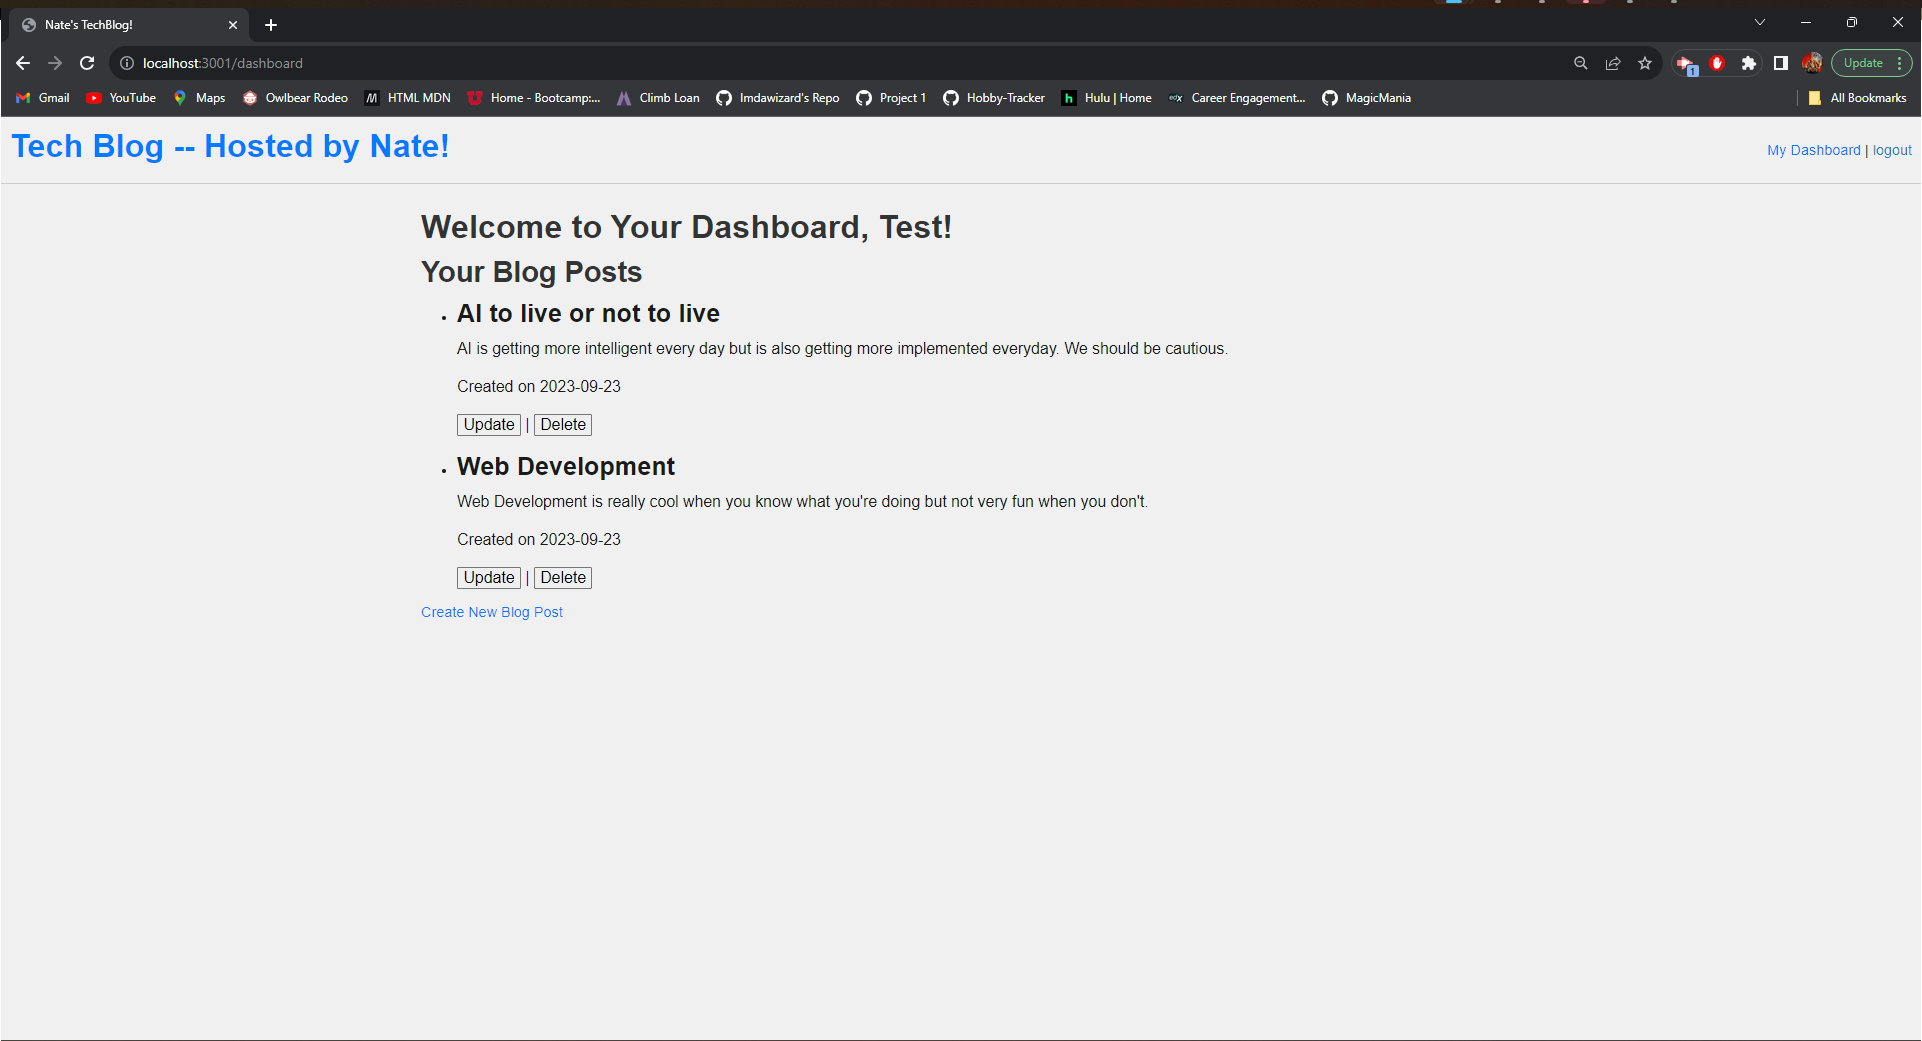 Nate's TechBlog!
localhost:3001/dashboard
1
Update
Gmail YouTube Maps Owlbear Rodeo M HTML MDN Home - Bootcamp:... Climb Loan Imdawizard's Repo Project 1 Hobby-Tracker h Hulu | Home edX Career Engagement... MagicMania All Bookmarks
Tech Blog -- Hosted by Nate!
My Dashboard | logout
Welcome to Your Dashboard, Test!
Your Blog Posts
• AI to live or not to live
AI is getting more intelligent every day but is also getting more implemented everyday. We should be cautious.
Created on 2023-09-23
Update | Delete
• Web Development
Web Development is really cool when you know what you're doing but not very fun when you don't.
Created on 2023-09-23
Update | Delete
Create New Blog Post